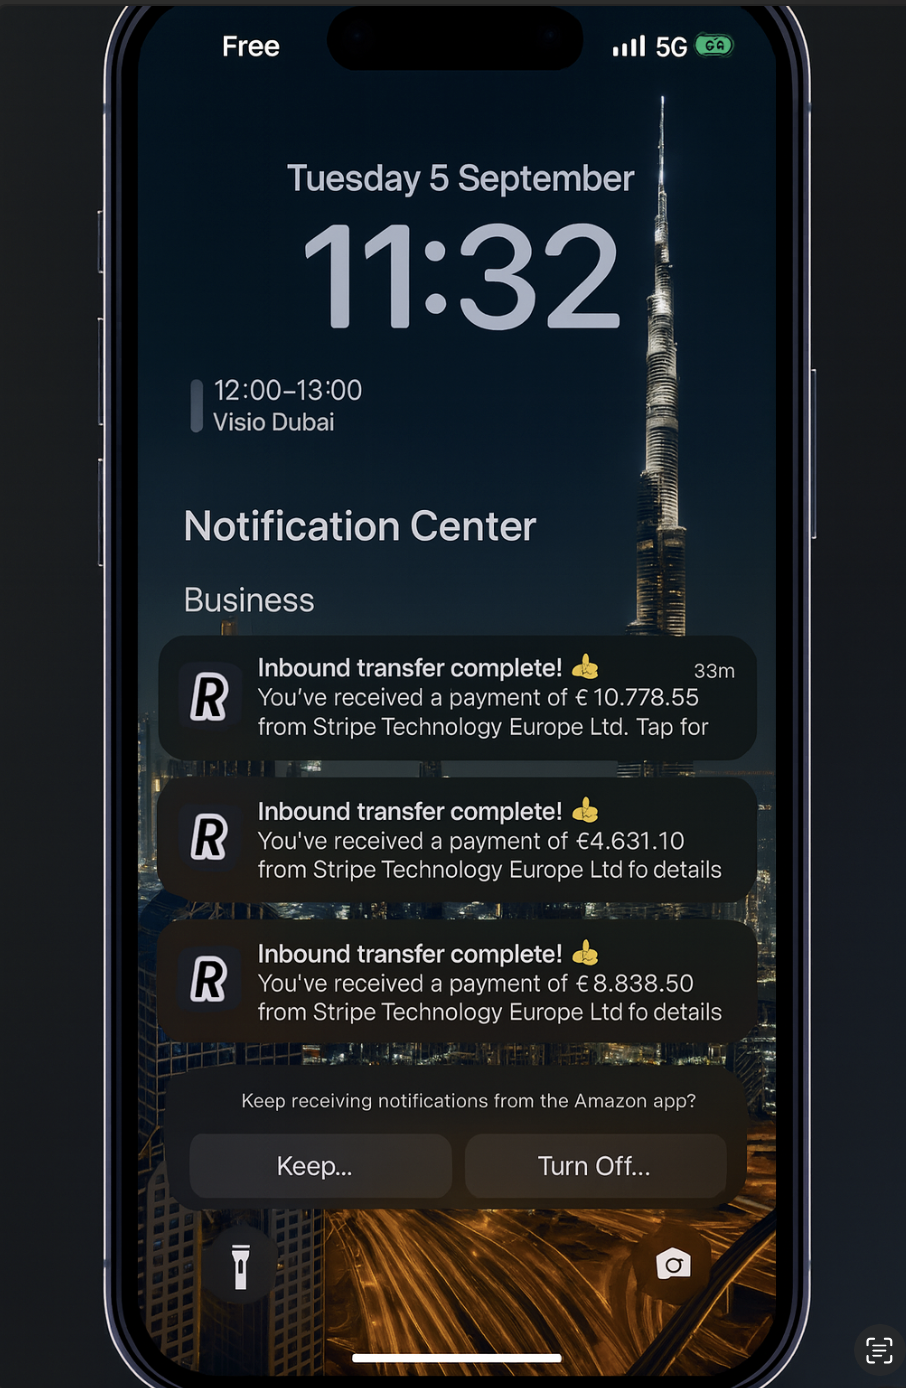 Free
5G
Tuesday 5 September
11:32
12:00–13:00
Visio Dubai
Notification Center
Business
Inbound transfer complete! 👍
33m
You’ve received a payment of € 10.778.55
from Stripe Technology Europe Ltd. Tap for
Inbound transfer complete! 👍
You've received a payment of €4.631.10
from Stripe Technology Europe Ltd fo details
Inbound transfer complete! 👍
You've received a payment of €8.838.50
from Stripe Technology Europe Ltd fo details
Keep receiving notifications from the Amazon app?
Keep...
Turn Off...